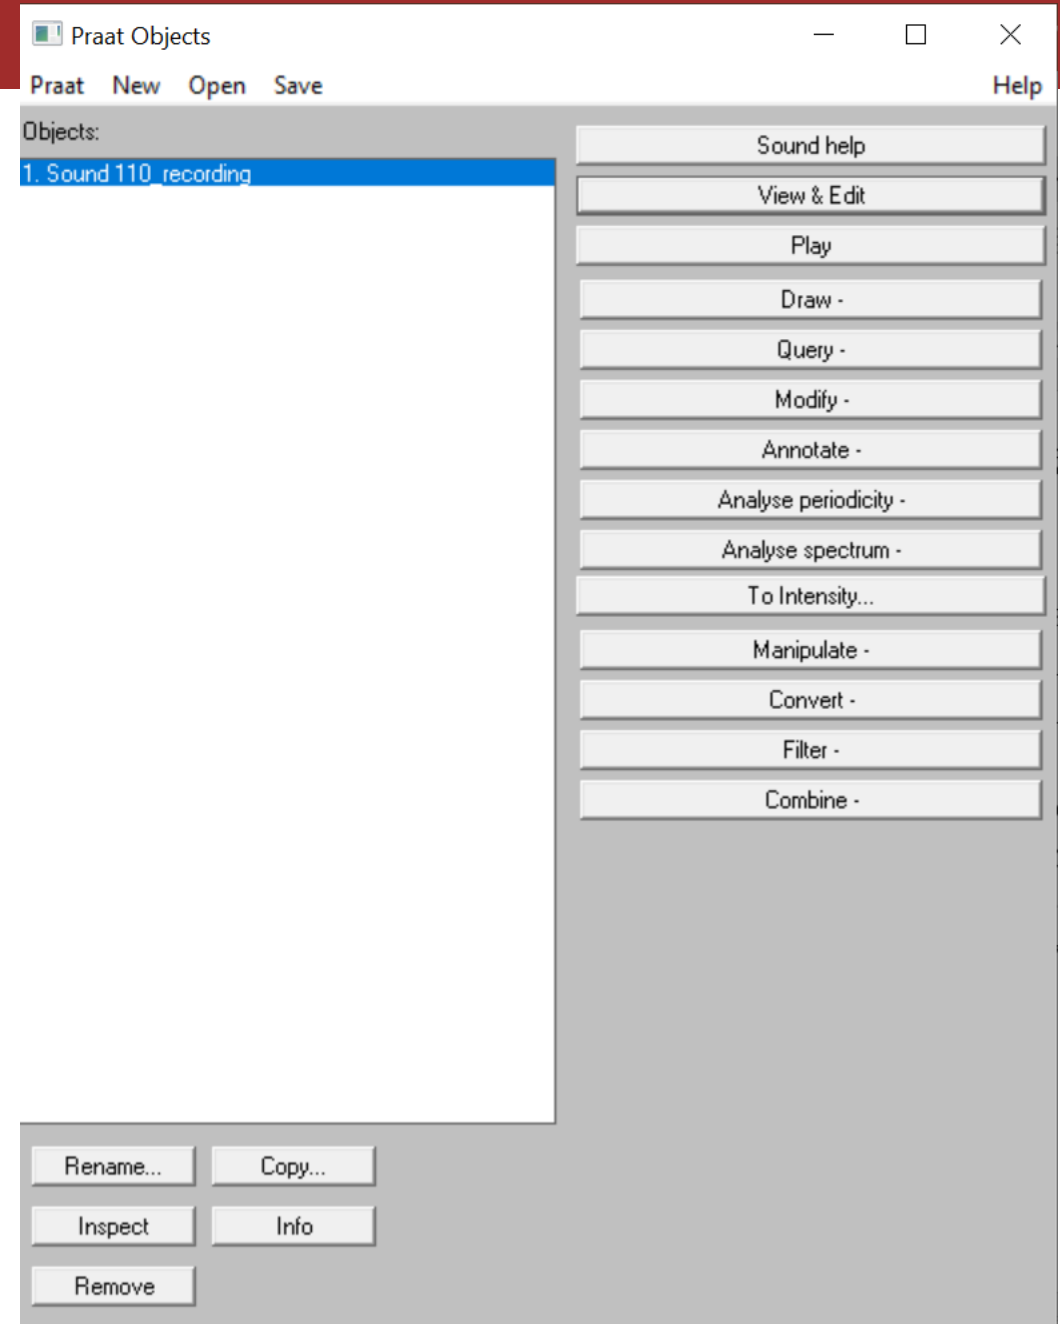 Praat Objects
Praat New Open Save Help
Objects:
1. Sound 110_recording
Sound help
View & Edit
Play
Draw -
Query -
Modify -
Annotate -
Analyse periodicity -
Analyse spectrum -
To Intensity...
Manipulate -
Convert -
Filter -
Combine -
Rename... Copy...
Inspect Info
Remove